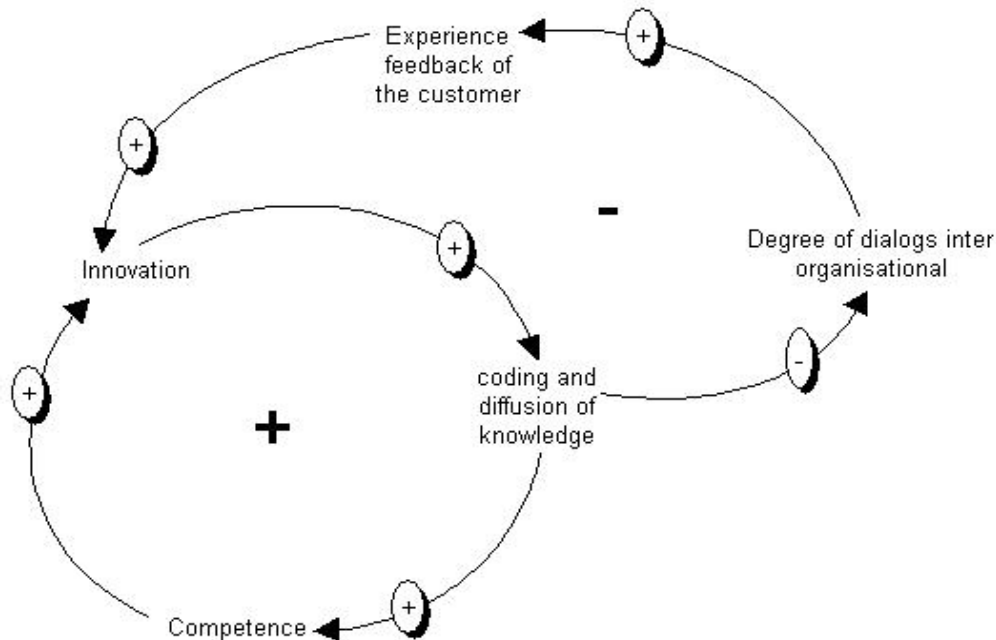 Experience
feedback of
the customer
+
+
-
Degree of dialogs inter
organisational
+
Innovation
-
+
coding and
diffusion of
knowledge
+
+
Competence